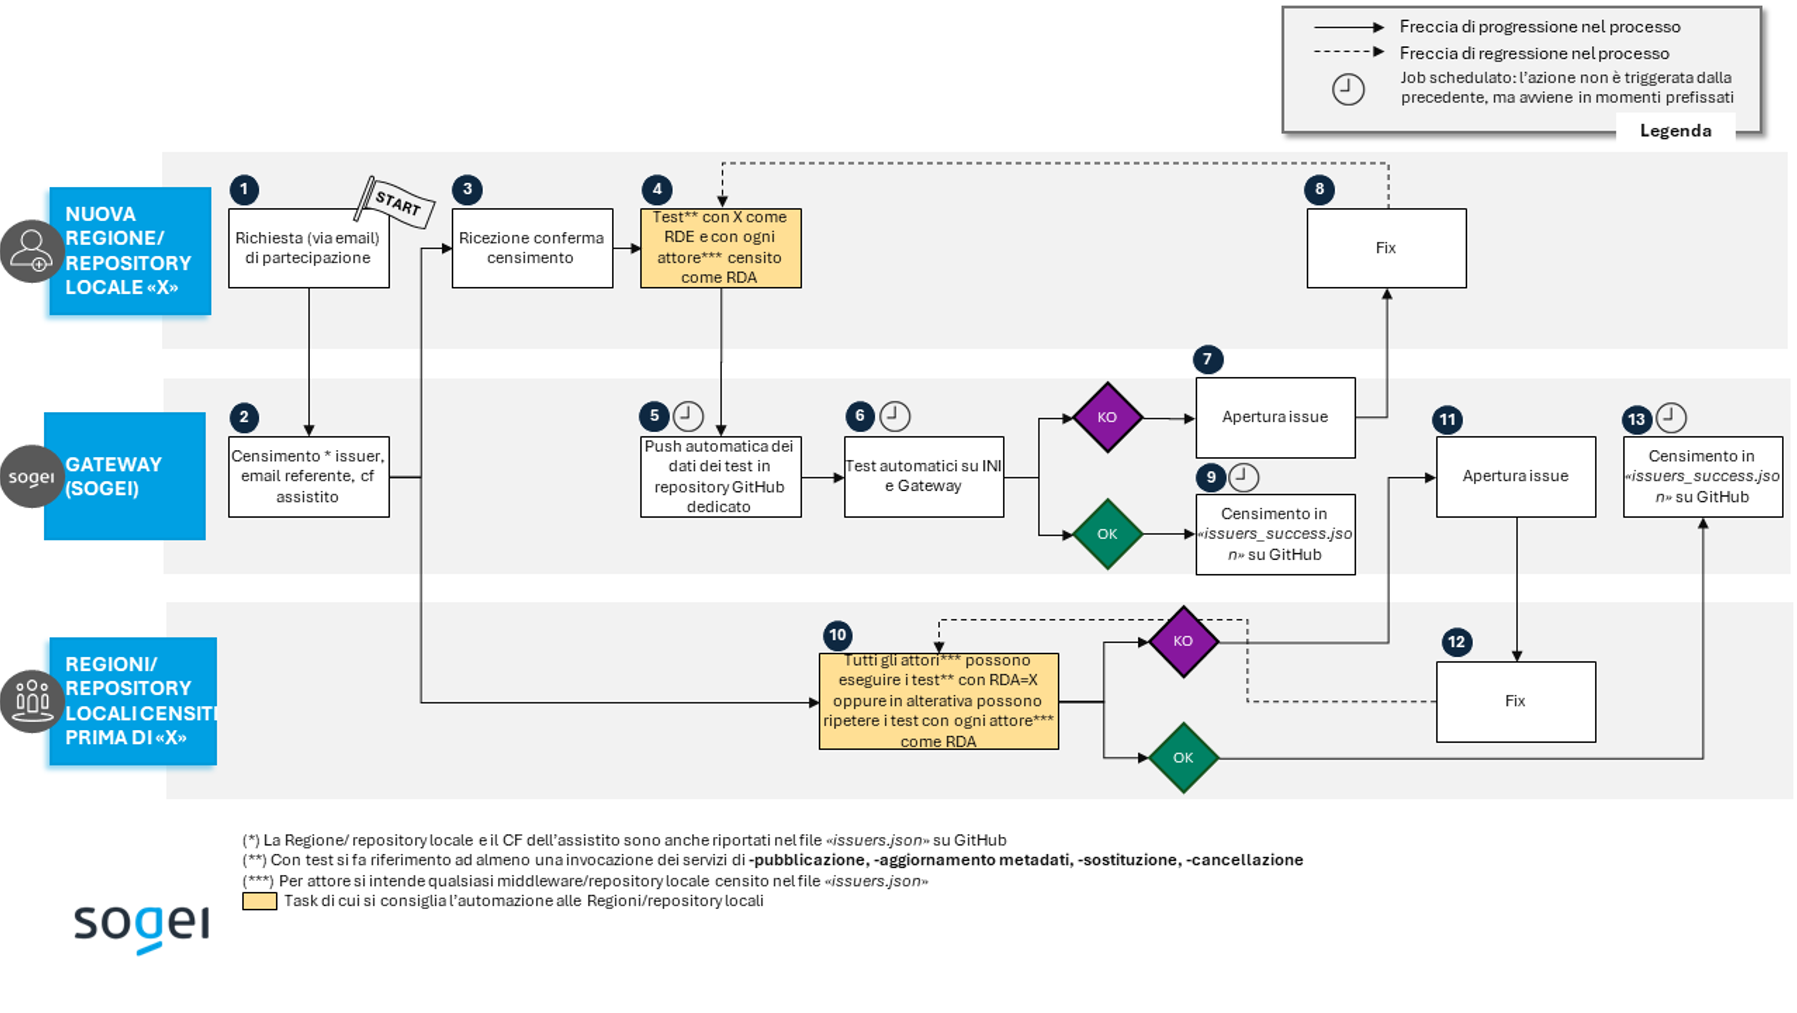 Freccia di progressione nel processo
Freccia di regressione nel processo
Job schedulato: l'azione non è triggerata dalla
precedente, ma avviene in momenti prefissati
Legenda
NUOVA
REGIONE/
REPOSITORY
LOCALE «X»
1
START
Richiesta (via email)
di partecipazione
3
Ricezione conferma
censimento
4
Test** con X come
RDE e con ogni
attore*** censito
come RDA
8
Fix
sogei
GATEWAY
(SOGEI)
2
Censimento * issuer,
email referente, cf
assistito
5
Push automatica dei
dati dei test in
repository GitHub
dedicato
6
Test automatici su INI
e Gateway
KO
OK
7
Apertura issue
9
Censimento in
«issuers_success.jso
n» su GitHub
11
Apertura issue
13
Censimento in
«issuers_success.jso
n» su GitHub
REGIONI/
REPOSITORY
LOCALI CENSITI
PRIMA DI «X»
10
Tutti gli attori*** possono
eseguire i test** con RDA=X
oppure in alterativa possono
ripetere i test con ogni attore***
come RDA
KO
OK
12
Fix
(*) La Regione/ repository locale e il CF dell'assistito sono anche riportati nel file «issuers.json» su GitHub
(**) Con test si fa riferimento ad almeno una invocazione dei servizi di -pubblicazione, -aggiornamento metadati, -sostituzione, -cancellazione
(***) Per attore si intende qualsiasi middleware/repository locale censito nel file «issuers.json»
Task di cui si consiglia l'automazione alle Regioni/repository locali
sogei